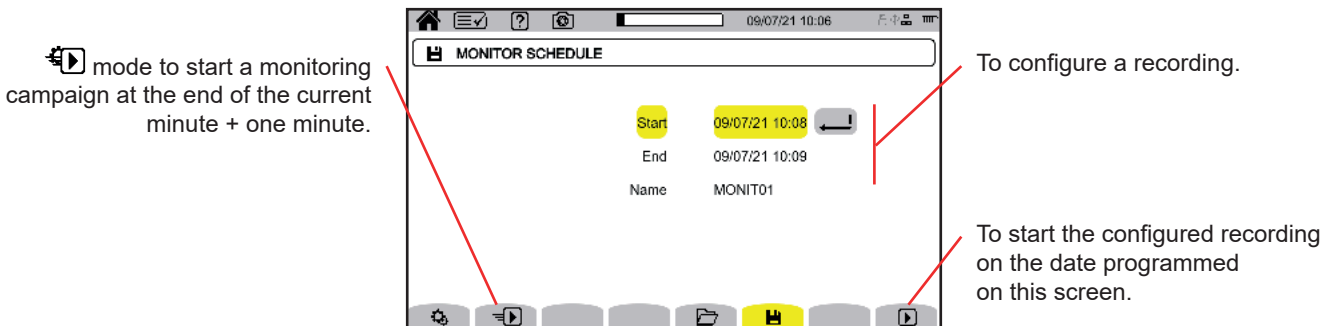 09/07/21 10:06
MONITOR SCHEDULE
mode to start a monitoring
campaign at the end of the current
minute + one minute.
To configure a recording.
Start 09/07/21 10:08
End 09/07/21 10:09
Name MONIT01
To start the configured recording
on the date programmed
on this screen.